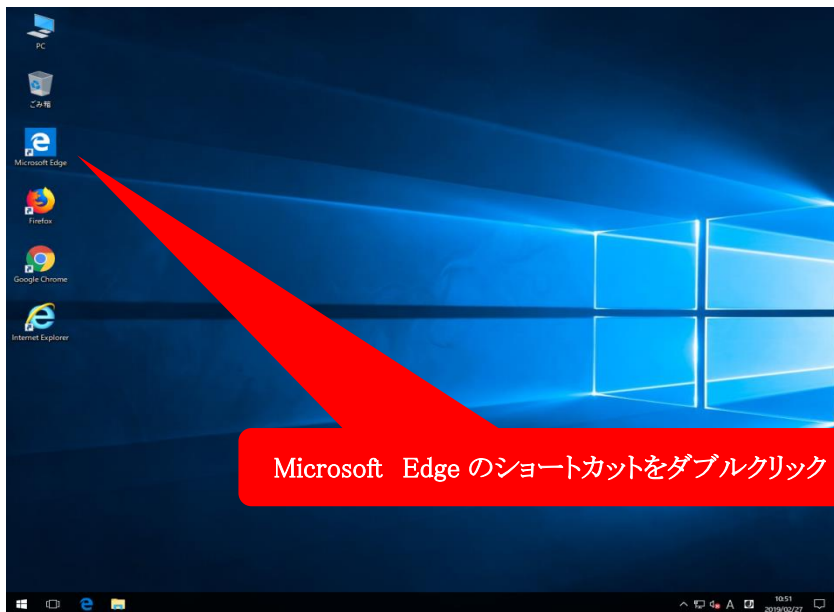 PC
ごみ箱
Microsoft Edge
Firefox
Google Chrome
Internet Explorer
Microsoft Edge のショートカットをダブルクリック
A
10:51
2019/02/27